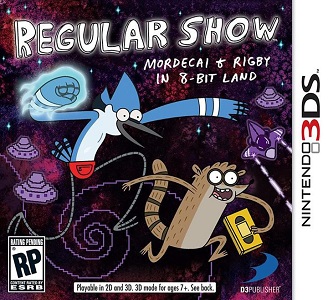 REGULAR SHOW
MORDECAI & RIGBY
IN 8-BIT LAND
NINTENDO 3DS
RATING PENDING
RP
CONTENT RATED BY
ESRB
Playable in 2D and 3D. 3D mode for ages 7+. See back.
D3PUBLISHER